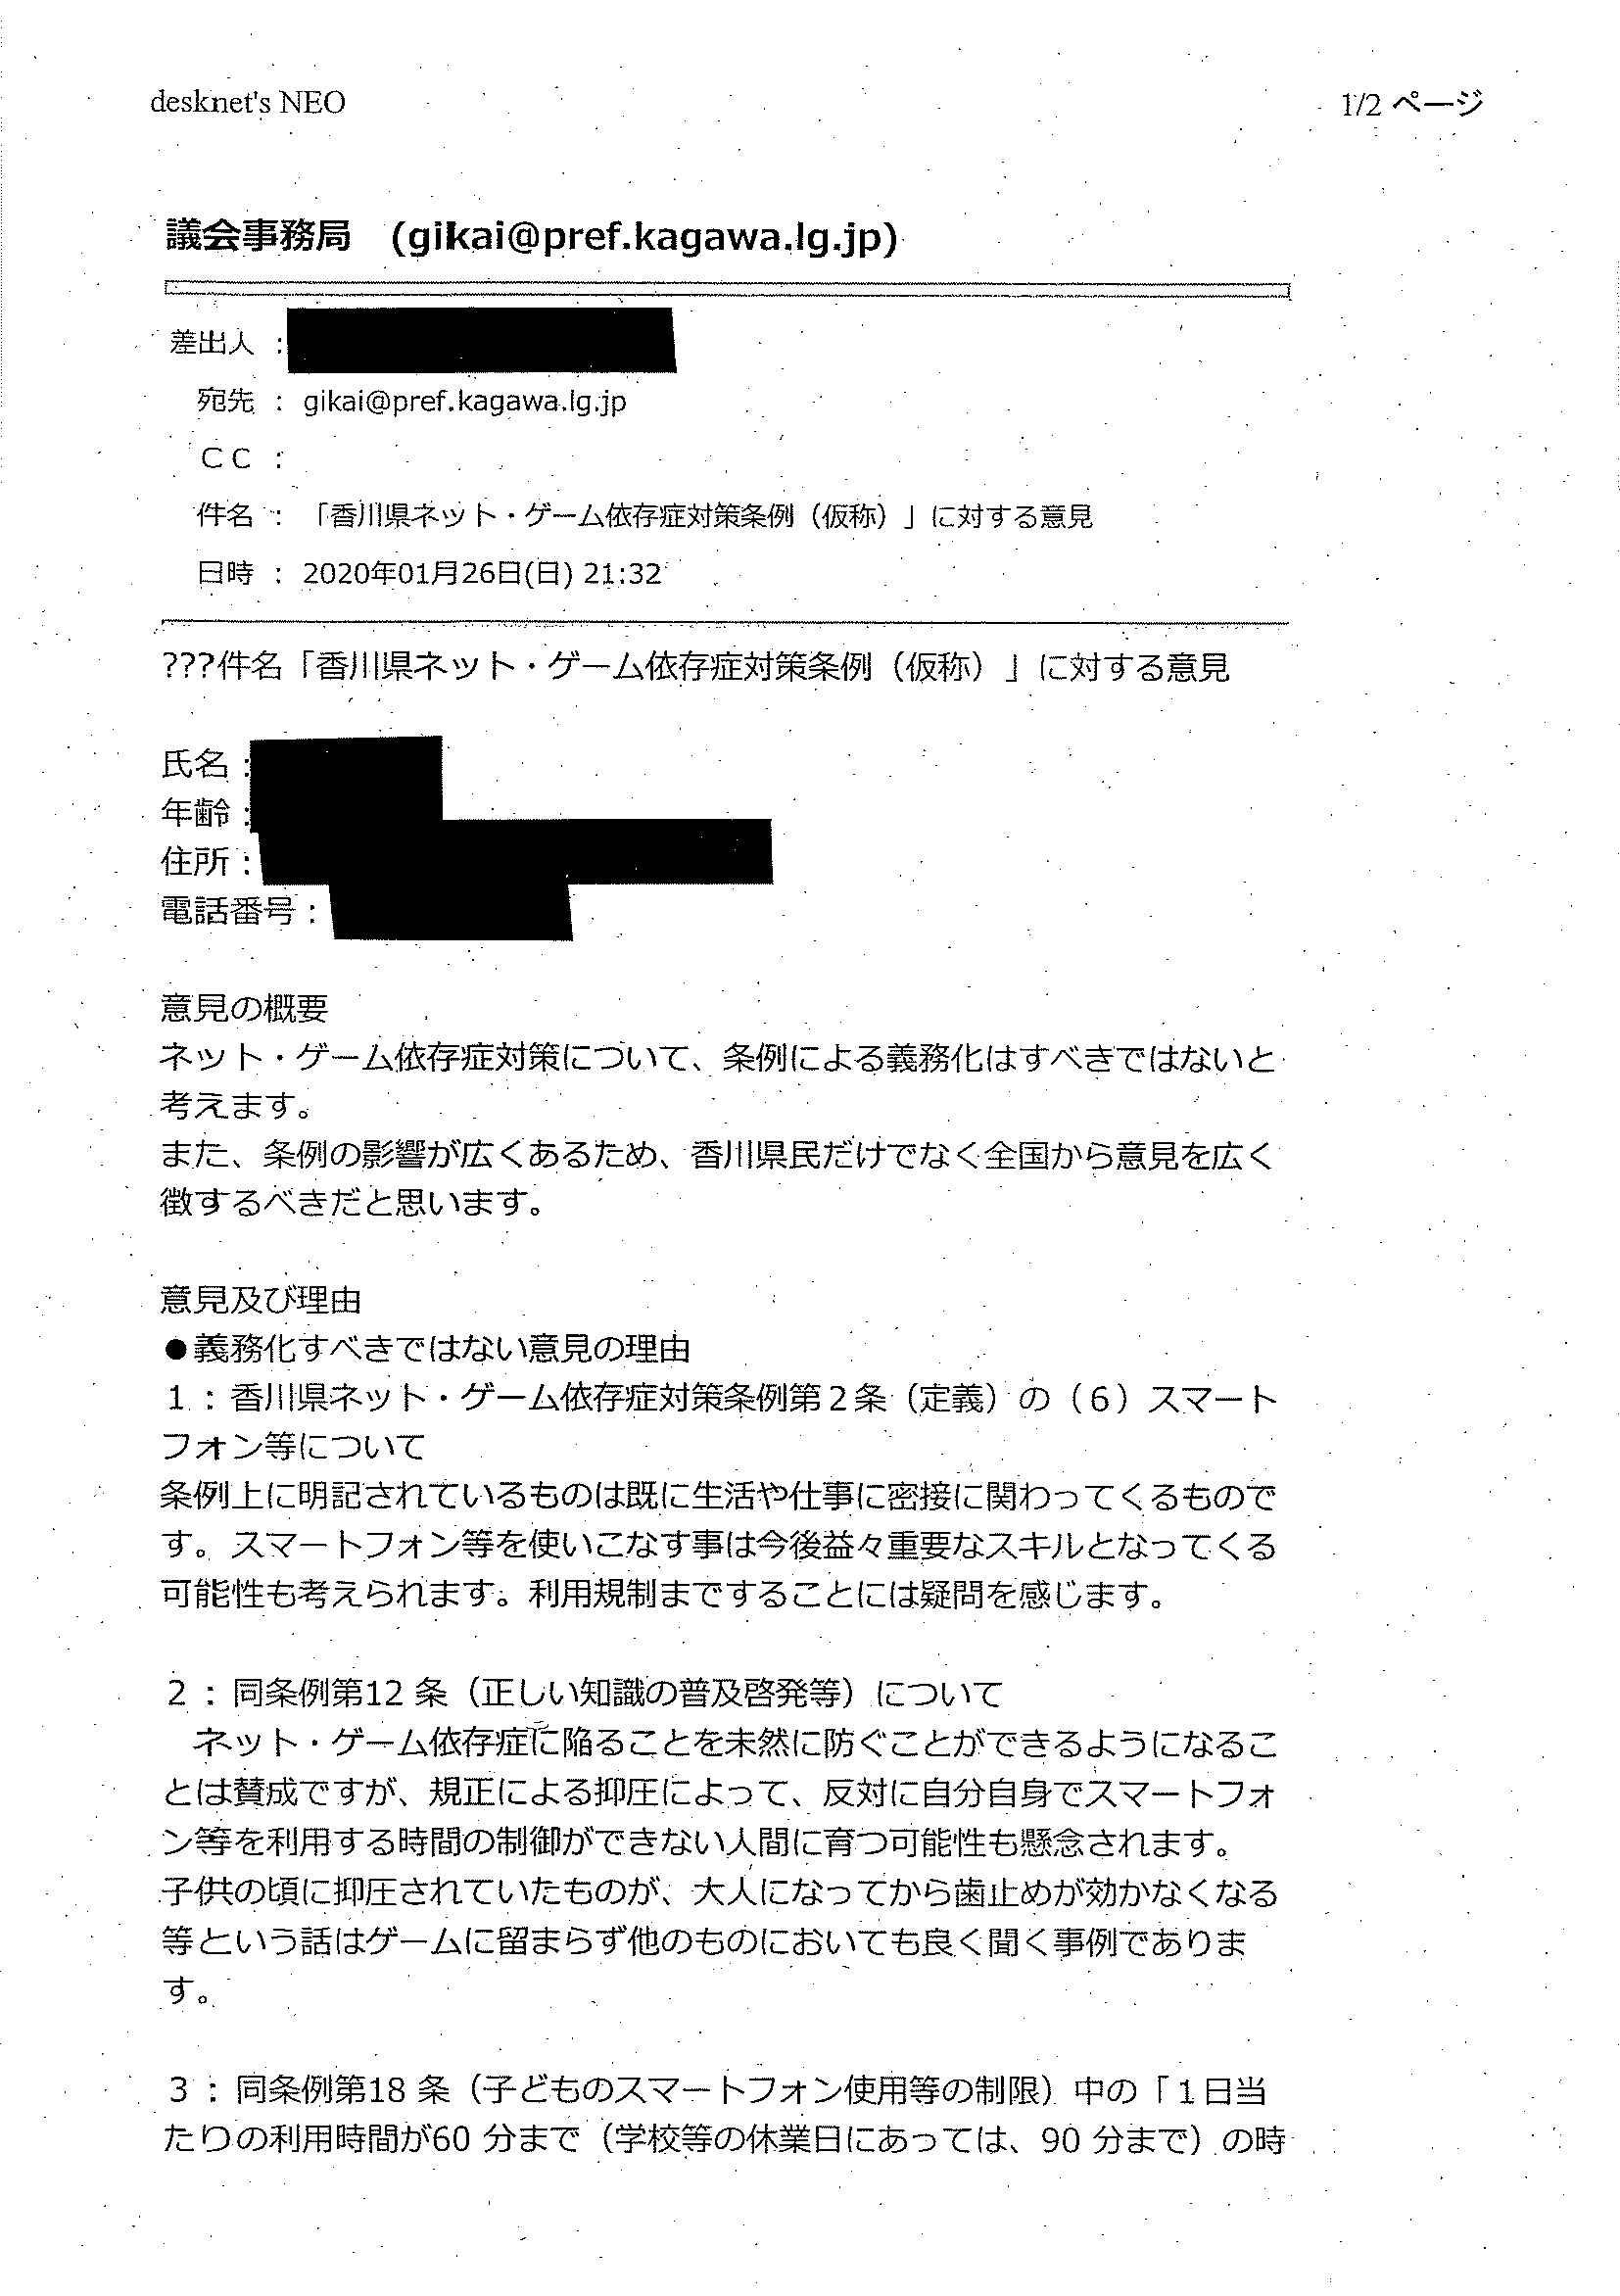 desknet's NEO
1/2 ページ
議会事務局　(gikai@pref.kagawa.lg.jp)
差出人 :
宛先 : gikai@pref.kagawa.lg.jp
ＣＣ :
件名 : 「香川県ネット・ゲーム依存症対策条例（仮称）」に対する意見
日時 : 2020年01月26日(日) 21:32
???件名「香川県ネット・ゲーム依存症対策条例（仮称）」に対する意見
氏名：
年齢：
住所：
電話番号：
意見の概要
ネット・ゲーム依存症対策について、条例による義務化はすべきではないと
考えます。
また、条例の影響が広くあるため、香川県民だけでなく全国から意見を広く
徴するべきだと思います。
意見及び理由
●義務化すべきではない意見の理由
１：香川県ネット・ゲーム依存症対策条例第２条（定義）の（６）スマート
フォン等について
条例上に明記されているものは既に生活や仕事に密接に関わってくるもので
す。スマートフォン等を使いこなす事は今後益々重要なスキルとなってくる
可能性も考えられます。利用規制まですることには疑問を感じます。
２：同条例第12 条（正しい知識の普及啓発等）について
　ネット・ゲーム依存症に陥ることを未然に防ぐことができるようになるこ
とは賛成ですが、規正による抑圧によって、反対に自分自身でスマートフォ
ン等を利用する時間の制御ができない人間に育つ可能性も懸念されます。
子供の頃に抑圧されていたものが、大人になってから歯止めが効かなくなる
等という話はゲームに留まらず他のものにおいても良く聞く事例でありま
す。
３：同条例第18 条（子どものスマートフォン使用等の制限）中の「１日当
たりの利用時間が60 分まで（学校等の休業日にあっては、90 分まで）の時